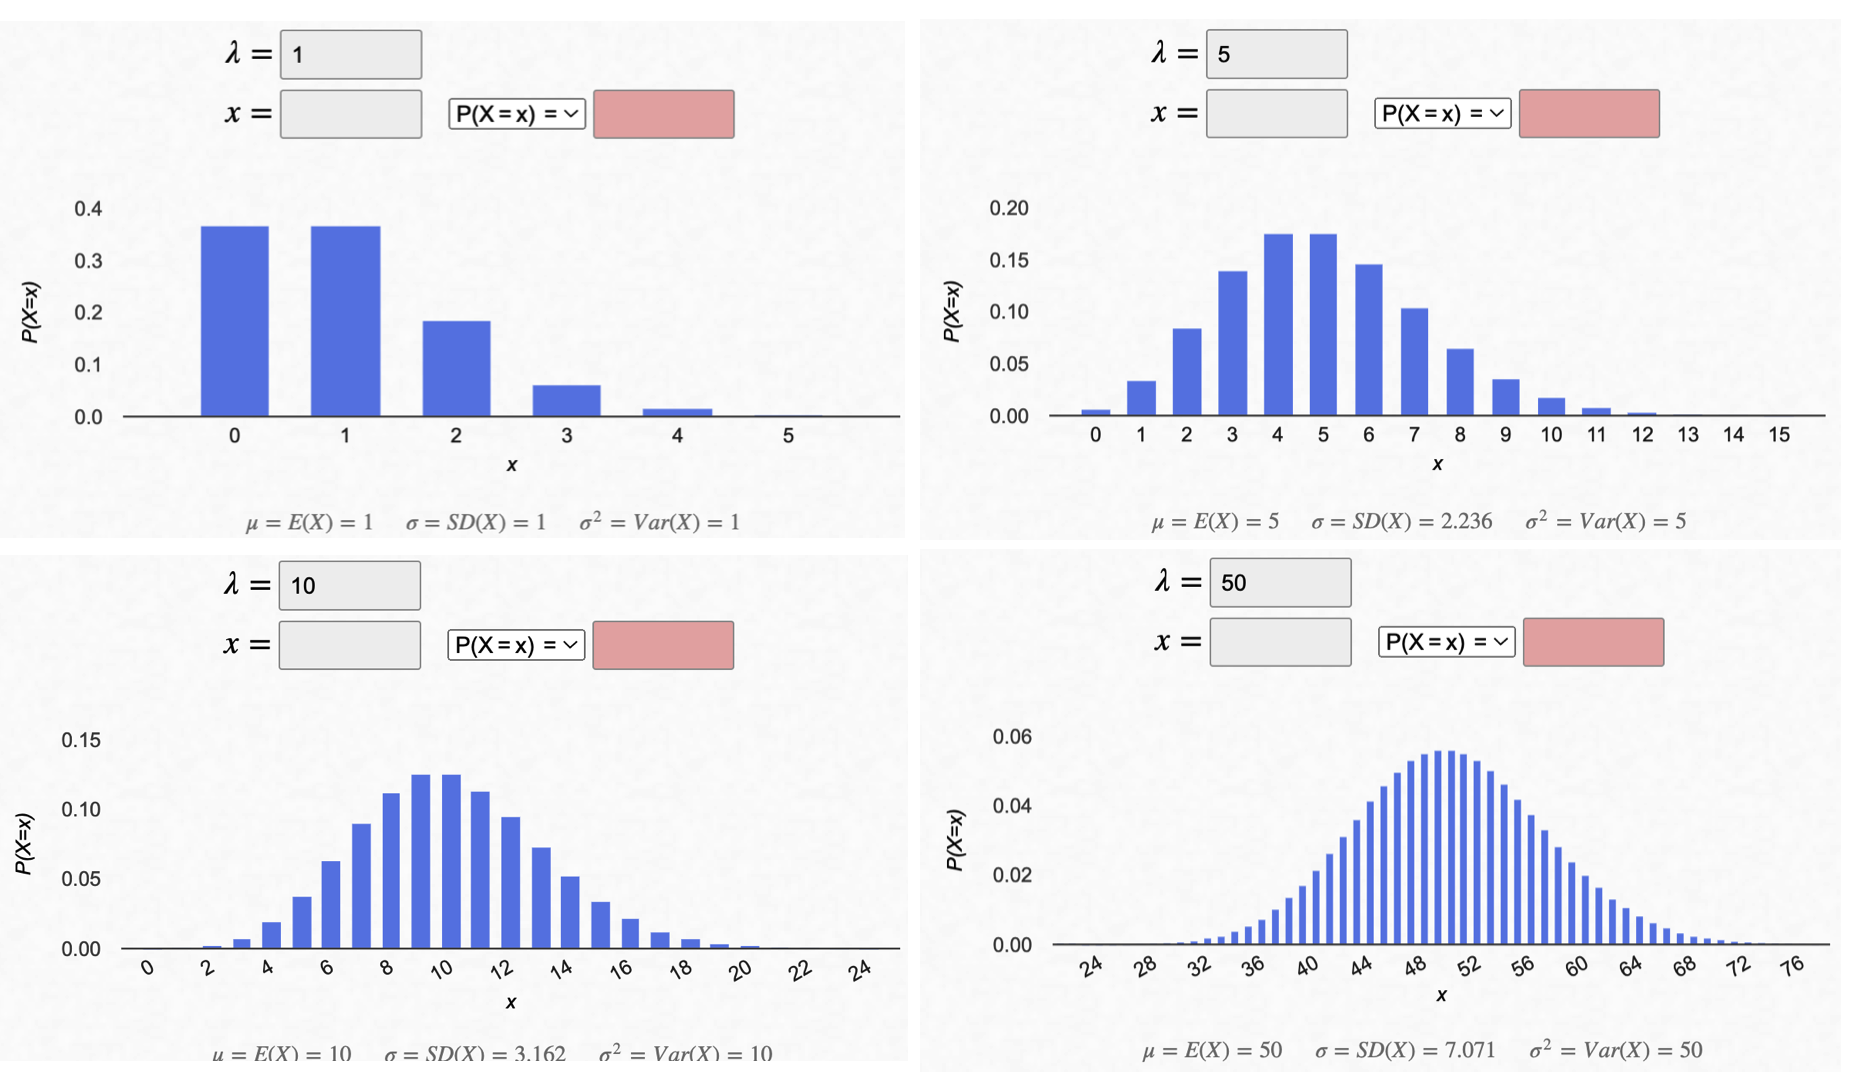 λ = 1
x = P(X = x) =
0.4
0.3
0.2
0.1
0.0
P(X=x)
0 1 2 3 4 5
x
μ = E(X) = 1 σ = SD(X) = 1 σ² = Var(X) = 1
λ = 5
x = P(X = x) =
0.20
0.15
0.10
0.05
0.00
P(X=x)
0 1 2 3 4 5 6 7 8 9 10 11 12 13 14 15
x
μ = E(X) = 5 σ = SD(X) = 2.236 σ² = Var(X) = 5
λ = 10
x = P(X = x) =
0.15
0.10
0.05
0.00
P(X=x)
0 2 4 6 8 10 12 14 16 18 20 22 24
x
μ = E(X) = 10 σ = SD(X) = 3.162 σ² = Var(X) = 10
λ = 50
x = P(X = x) =
0.06
0.04
0.02
0.00
P(X=x)
24 28 32 36 40 44 48 52 56 60 64 68 72 76
x
μ = E(X) = 50 σ = SD(X) = 7.071 σ² = Var(X) = 50